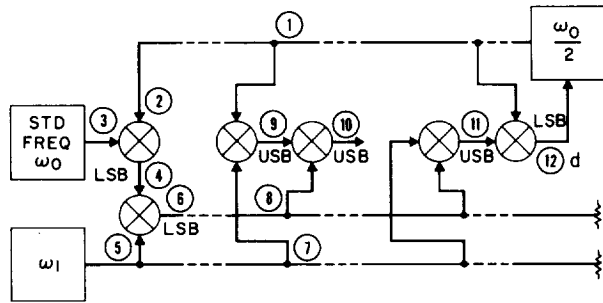 1
ω0
2
2
3
STD
FREQ
ω0
LSB
4
6
LSB
5
ω1
9
USB
10
USB
8
7
11
USB
LSB
12 d